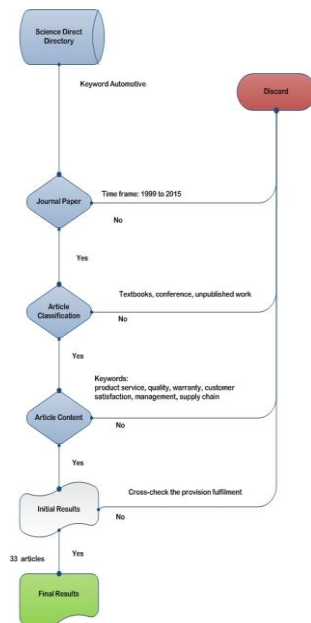 Science Direct
Directory
Keyword Automotive
Discard
Journal Paper
Time frame: 1999 to 2015
No
Yes
Textbooks, conference, unpublished work
Article
Classification
No
Yes
Keywords:
product service, quality, warranty, customer
satisfaction, management, supply chain
Article Content
No
Yes
Cross-check the provision fulfilment
Initial Results
No
Yes
33 articles
Final Results